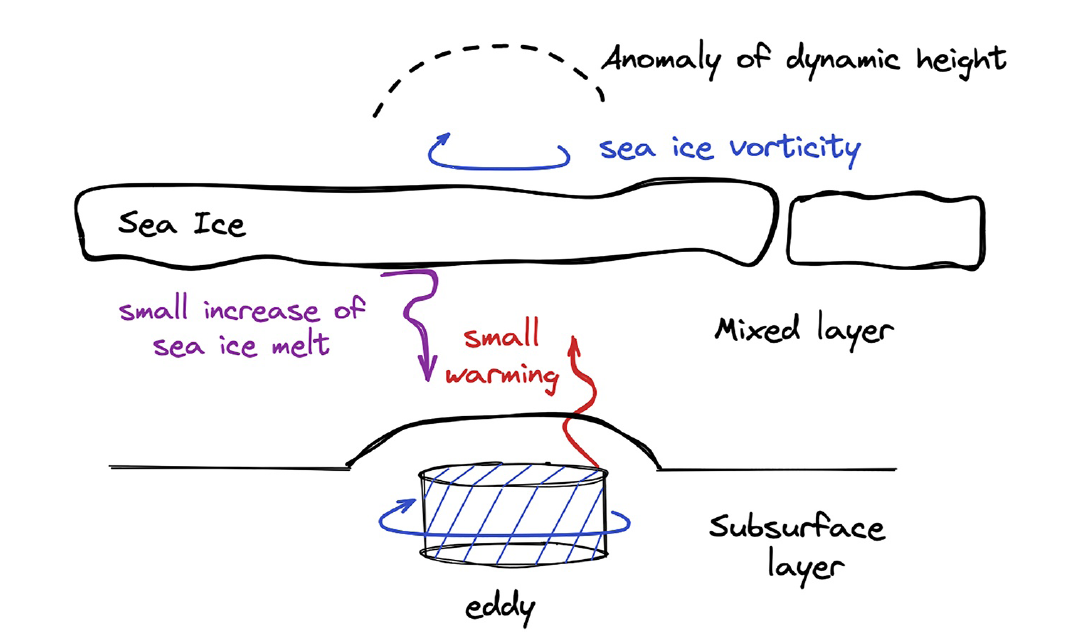 Anomaly of dynamic height
sea ice vorticity
Sea Ice
small increase of
sea ice melt
small
warming
Mixed layer
Subsurface
layer
eddy